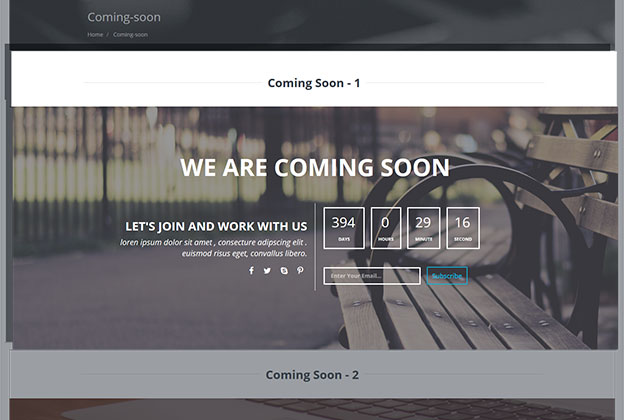 Coming-soon
Home / Coming-soon
Coming Soon - 1
WE ARE COMING SOON
LET'S JOIN AND WORK WITH US
loren ipsum dolor sit amet , consecture adipscing elit .
euismod risus eget, convallus libero.
394 0 29 16
DAYS HOURS MINUTE SECOND
Enter Your Email... Subscribe
Coming Soon - 2